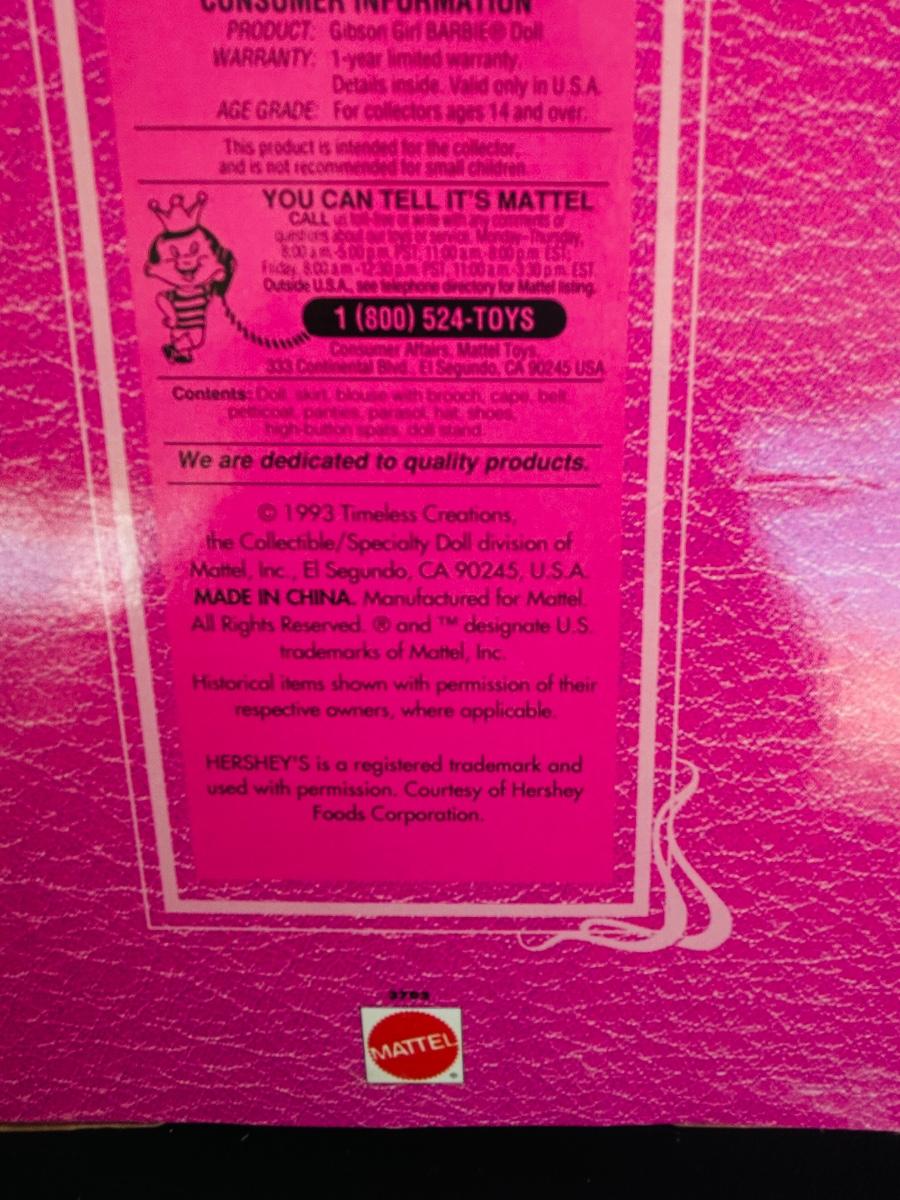 CONSUMER INFORMATION
PRODUCT: Gibson Girl BARBIE® Doll
WARRANTY: 1-year limited warranty.
Details inside. Valid only in U.S.A.
AGE GRADE: For collectors ages 14 and over.
This product is intended for the collector
and is not recommended for small children.
YOU CAN TELL IT'S MATTEL
CALL us toll-free or write with any comments or
questions about our toys or service. Monday-Thursday,
8:00 a.m.-5:00 p.m. PST; 11:00 a.m.-8:00 p.m. EST;
Friday, 8:00 a.m.-12:30 p.m. PST, 11:00 a.m.-3:30 p.m. EST.
Outside U.S.A., see telephone directory for Mattel listing.
1 (800) 524-TOYS
Consumer Affairs, Mattel Toys,
333 Continental Blvd., El Segundo, CA 90245 USA
Contents: Doll, skirt, blouse with brooch, cape, belt,
petticoat, panties, parasol, hat, shoes,
high-button spats, doll stand.
We are dedicated to quality products.
© 1993 Timeless Creations,
the Collectible/Specialty Doll division of
Mattel, Inc., El Segundo, CA 90245, U.S.A.
MADE IN CHINA. Manufactured for Mattel.
All Rights Reserved. ® and ™ designate U.S.
trademarks of Mattel, Inc.
Historical items shown with permission of their
respective owners, where applicable.
HERSHEY'S is a registered trademark and
used with permission. Courtesy of Hershey
Foods Corporation.
3702
MATTEL
®